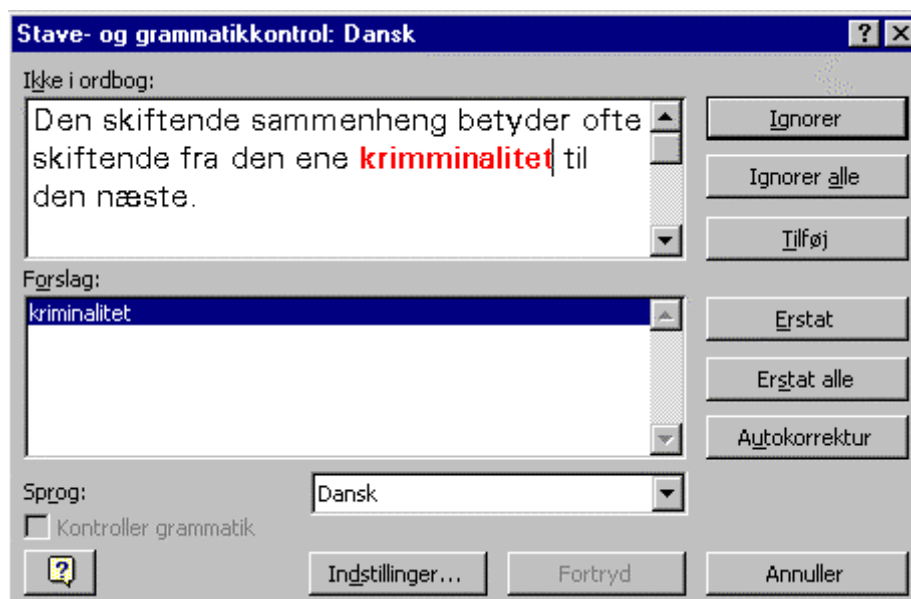 Stave- og grammatikkontrol: Dansk
Ikke i ordbog:
Den skiftende sammenheng betyder ofte
skiftende fra den ene krimminalitet til
den næste.
Ignorer
Ignorer alle
Tilføj
Forslag:
kriminalitet
Erstat
Erstat alle
Autokorrektur
Sprog:
Dansk
Kontroller grammatik
Indstillinger...
Fortryd
Annuller